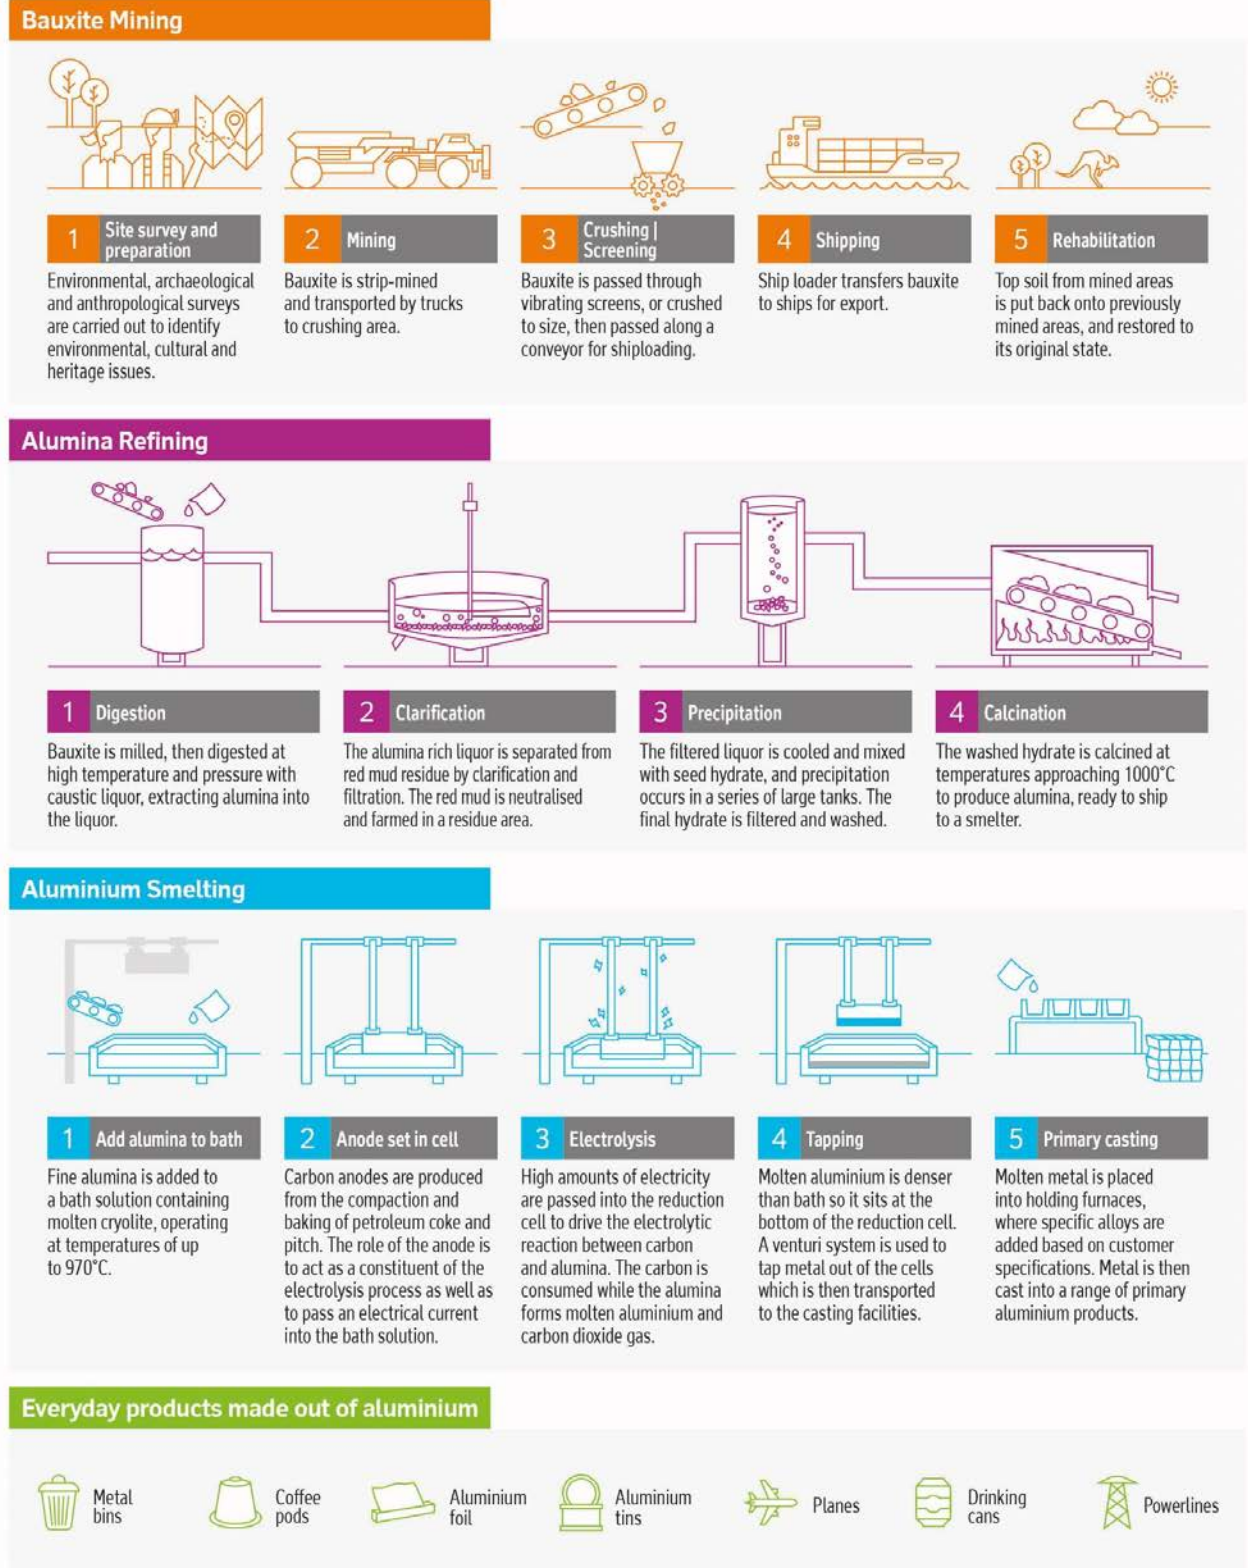 Bauxite Mining
1 Site survey and
preparation
Environmental, archaeological
and anthropological surveys
are carried out to identify
environmental, cultural and
heritage issues.
2 Mining
Bauxite is strip-mined
and transported by trucks
to crushing area.
3 Crushing |
Screening
Bauxite is passed through
vibrating screens, or crushed
to size, then passed along a
conveyor for shiploading.
4 Shipping
Ship loader transfers bauxite
to ships for export.
5 Rehabilitation
Top soil from mined areas
is put back onto previously
mined areas, and restored to
its original state.
Alumina Refining
1 Digestion
Bauxite is milled, then digested at
high temperature and pressure with
caustic liquor, extracting alumina into
the liquor.
2 Clarification
The alumina rich liquor is separated from
red mud residue by clarification and
filtration. The red mud is neutralised
and farmed in a residue area.
3 Precipitation
The filtered liquor is cooled and mixed
with seed hydrate, and precipitation
occurs in a series of large tanks. The
final hydrate is filtered and washed.
4 Calcination
The washed hydrate is calcined at
temperatures approaching 1000°C
to produce alumina, ready to ship
to a smelter.
Aluminium Smelting
1 Add alumina to bath
Fine alumina is added to
a bath solution containing
molten cryolite, operating
at temperatures of up
to 970°C.
2 Anode set in cell
Carbon anodes are produced
from the compaction and
baking of petroleum coke and
pitch. The role of the anode is
to act as a constituent of the
electrolysis process as well as
to pass an electrical current
into the bath solution.
3 Electrolysis
High amounts of electricity
are passed into the reduction
cell to drive the electrolytic
reaction between carbon
and alumina. The carbon is
consumed while the alumina
forms molten aluminium and
carbon dioxide gas.
4 Tapping
Molten aluminium is denser
than bath so it sits at the
bottom of the reduction cell.
A venturi system is used to
tap metal out of the cells
which is then transported
to the casting facilities.
5 Primary casting
Molten metal is placed
into holding furnaces,
where specific alloys are
added based on customer
specifications. Metal is then
cast into a range of primary
aluminium products.
Everyday products made out of aluminium
Metal
bins
Coffee
pods
Aluminium
foil
Aluminium
tins
Planes
Drinking
cans
Powerlines